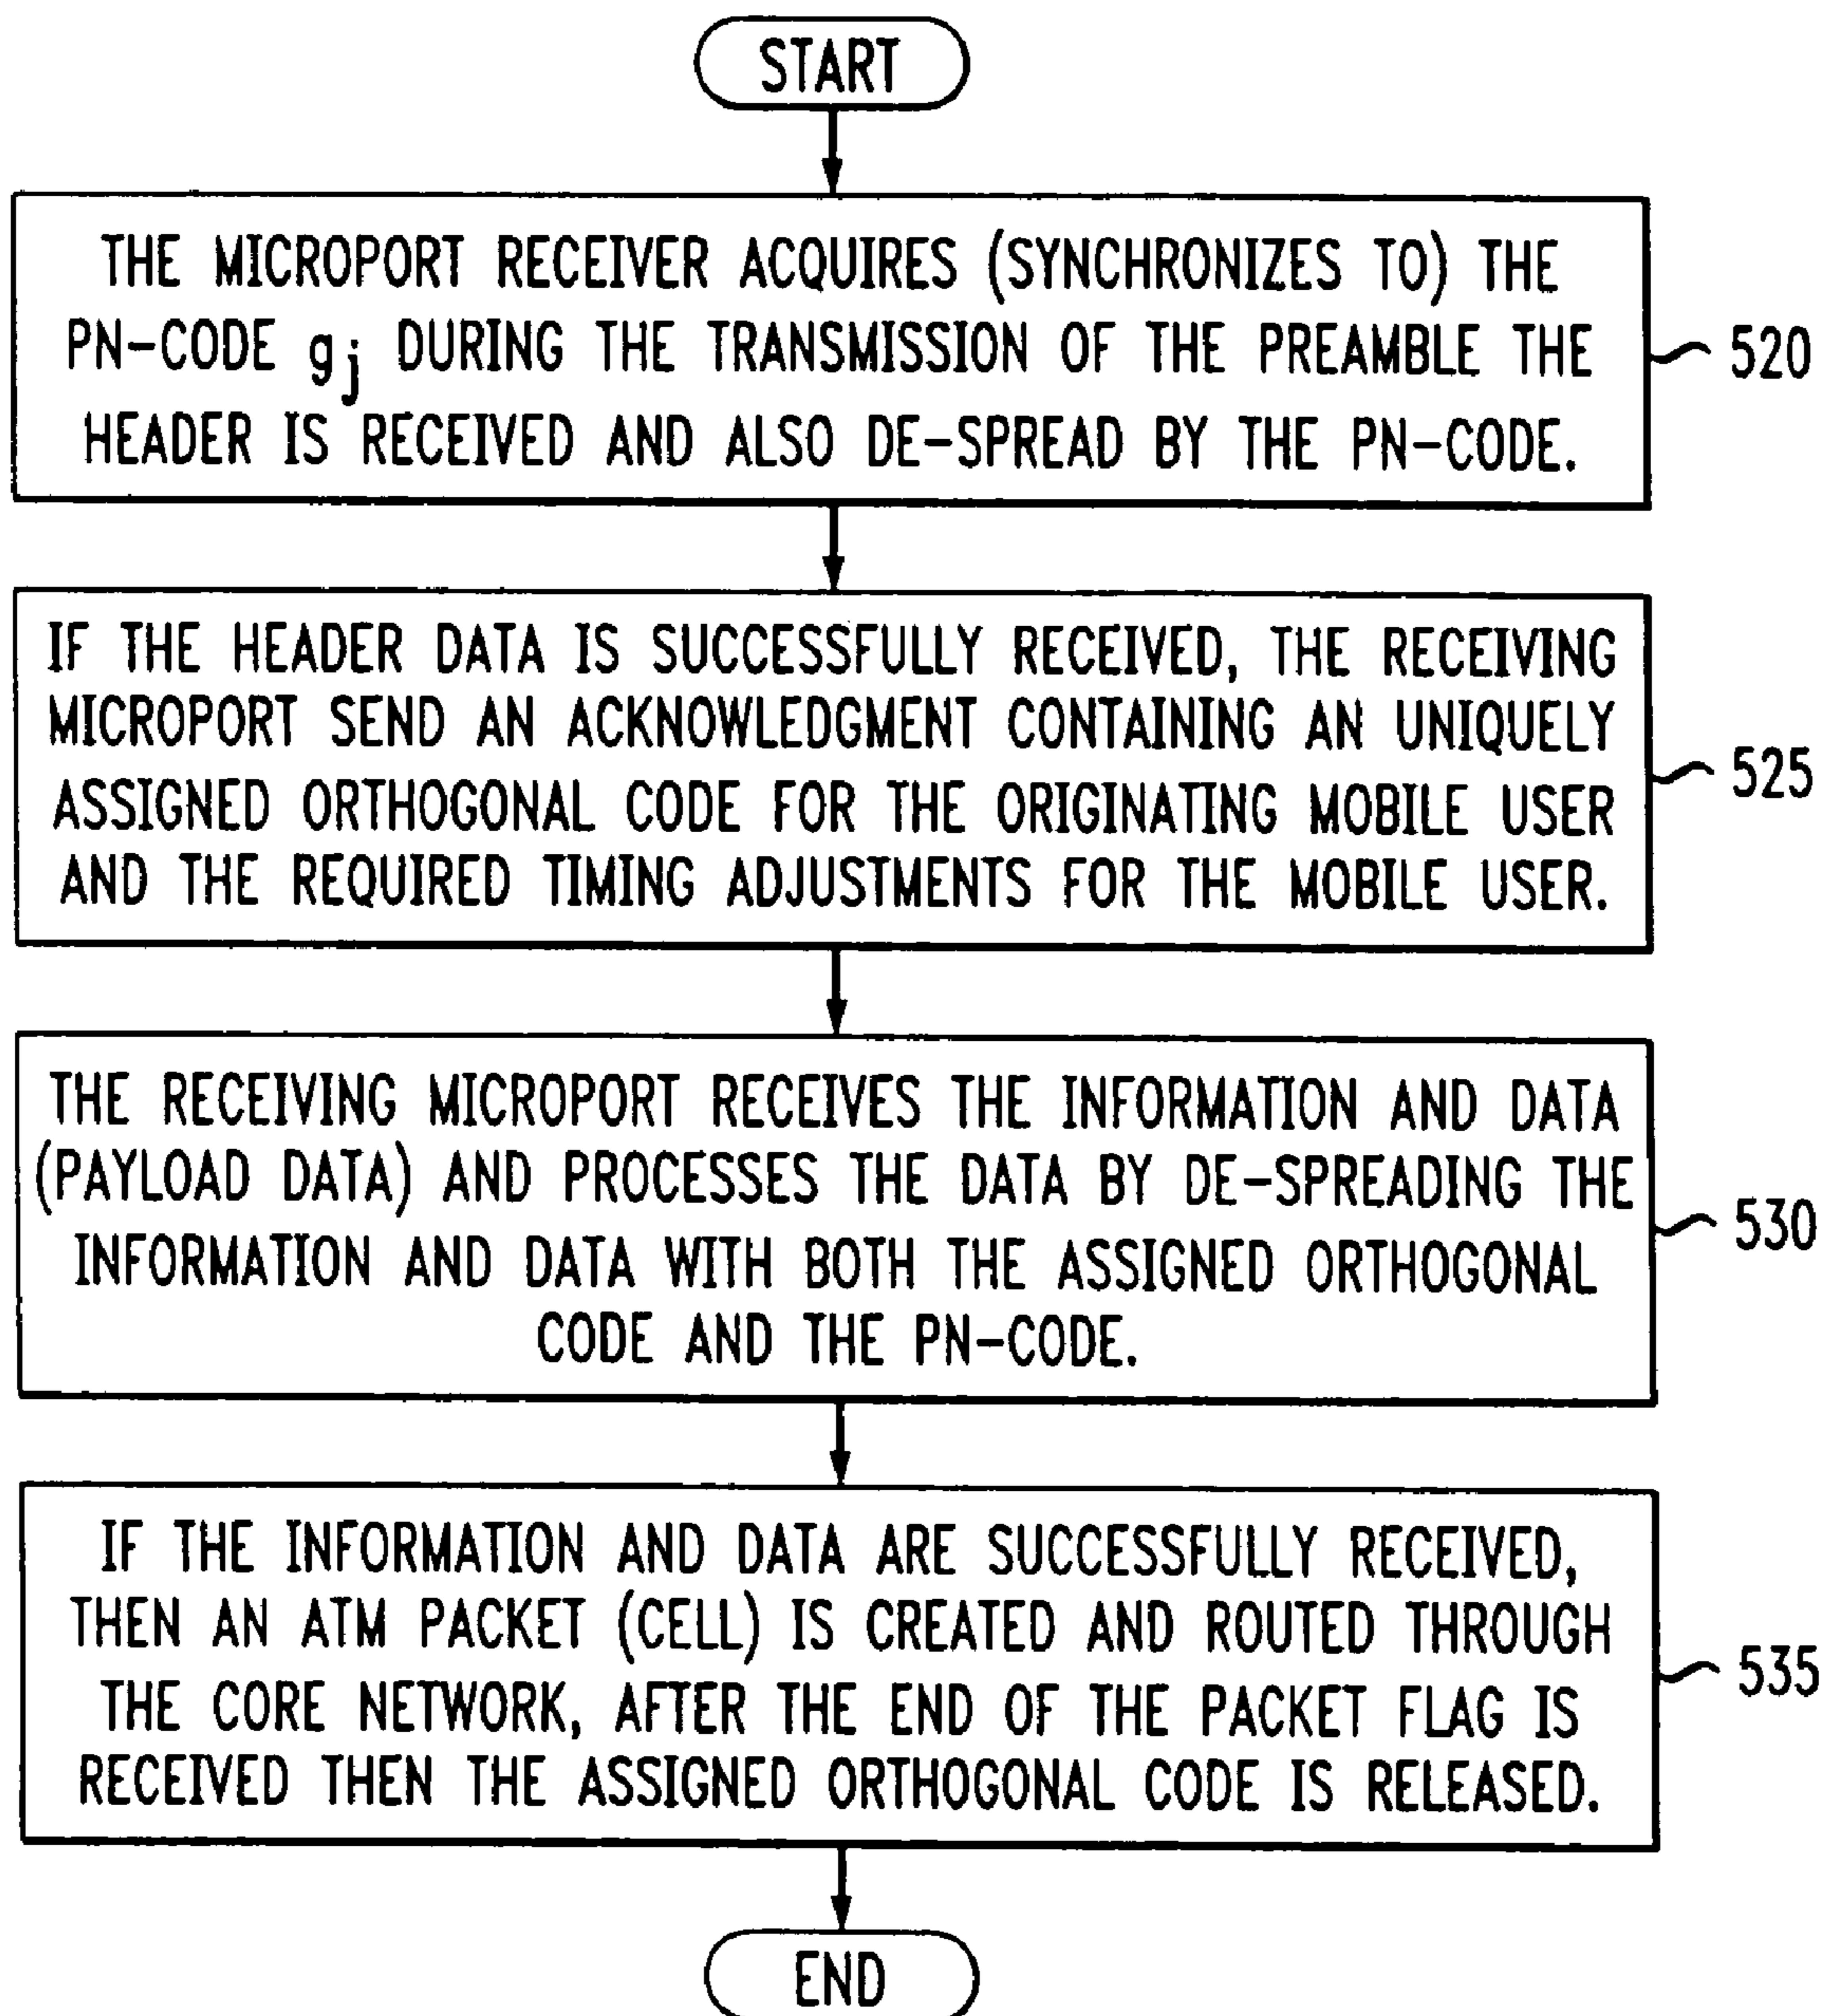 START
THE MICROPORT RECEIVER ACQUIRES (SYNCHRONIZES TO) THE
PN-CODE gj DURING THE TRANSMISSION OF THE PREAMBLE THE
HEADER IS RECEIVED AND ALSO DE-SPREAD BY THE PN-CODE.
520
IF THE HEADER DATA IS SUCCESSFULLY RECEIVED, THE RECEIVING
MICROPORT SEND AN ACKNOWLEDGMENT CONTAINING AN UNIQUELY
ASSIGNED ORTHOGONAL CODE FOR THE ORIGINATING MOBILE USER
AND THE REQUIRED TIMING ADJUSTMENTS FOR THE MOBILE USER.
525
THE RECEIVING MICROPORT RECEIVES THE INFORMATION AND DATA
(PAYLOAD DATA) AND PROCESSES THE DATA BY DE-SPREADING THE
INFORMATION AND DATA WITH BOTH THE ASSIGNED ORTHOGONAL
CODE AND THE PN-CODE.
530
IF THE INFORMATION AND DATA ARE SUCCESSFULLY RECEIVED,
THEN AN ATM PACKET (CELL) IS CREATED AND ROUTED THROUGH
THE CORE NETWORK, AFTER THE END OF THE PACKET FLAG IS
RECEIVED THEN THE ASSIGNED ORTHOGONAL CODE IS RELEASED.
535
END